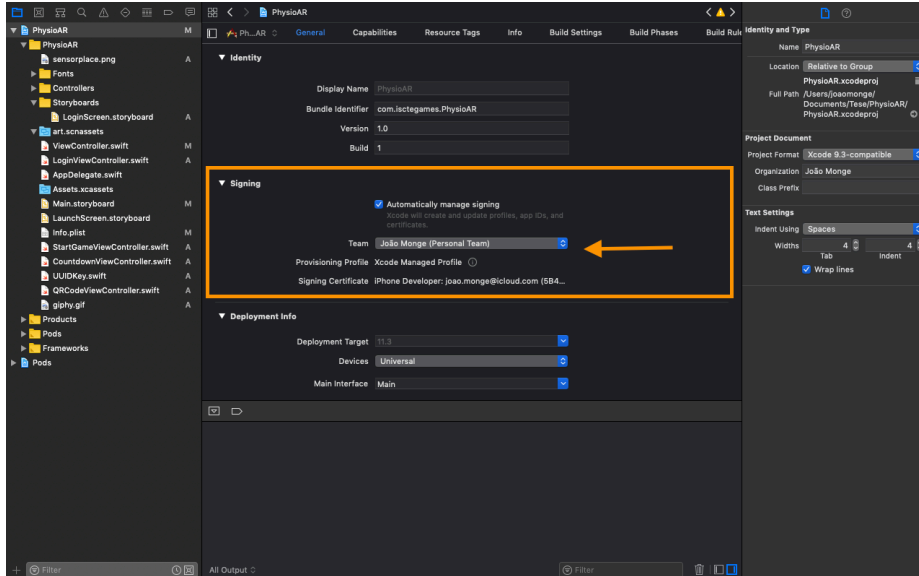 PhysioAR
PhysioAR M
PhysioAR
sensorplace.png A
Fonts
Controllers
Storyboards
LoginScreen.storyboard A
art.scnassets
ViewController.swift M
LoginViewController.swift A
AppDelegate.swift
Assets.xcassets
Main.storyboard M
LaunchScreen.storyboard
Info.plist M
StartGameViewController.swift A
CountdownViewController.swift A
UUIDKey.swift A
QRCodeViewController.swift A
giphy.gif A
Products
Pods
Frameworks
Pods
Filter
Ph...AR General Capabilities Resource Tags Info Build Settings Build Phases Build Rule
Identity
Display Name PhysioAR
Bundle Identifier com.isctegames.PhysioAR
Version 1.0
Build 1
Signing
Automatically manage signing
Xcode will create and update profiles, app IDs, and
certificates.
Team João Monge (Personal Team)
Provisioning Profile Xcode Managed Profile
Signing Certificate iPhone Developer: joao.monge@icloud.com (5B4...
Deployment Info
Deployment Target 11.3
Devices Universal
Main Interface Main
All Output Filter
Identity and Type
Name PhysioAR
Location Relative to Group
PhysioAR.xcodeproj
Full Path /Users/joaomonge/
Documents/Tese/PhysioAR/
PhysioAR.xcodeproj
Project Document
Project Format Xcode 9.3-compatible
Organization João Monge
Class Prefix
Text Settings
Indent Using Spaces
Widths 4 4
Tab Indent
Wrap lines